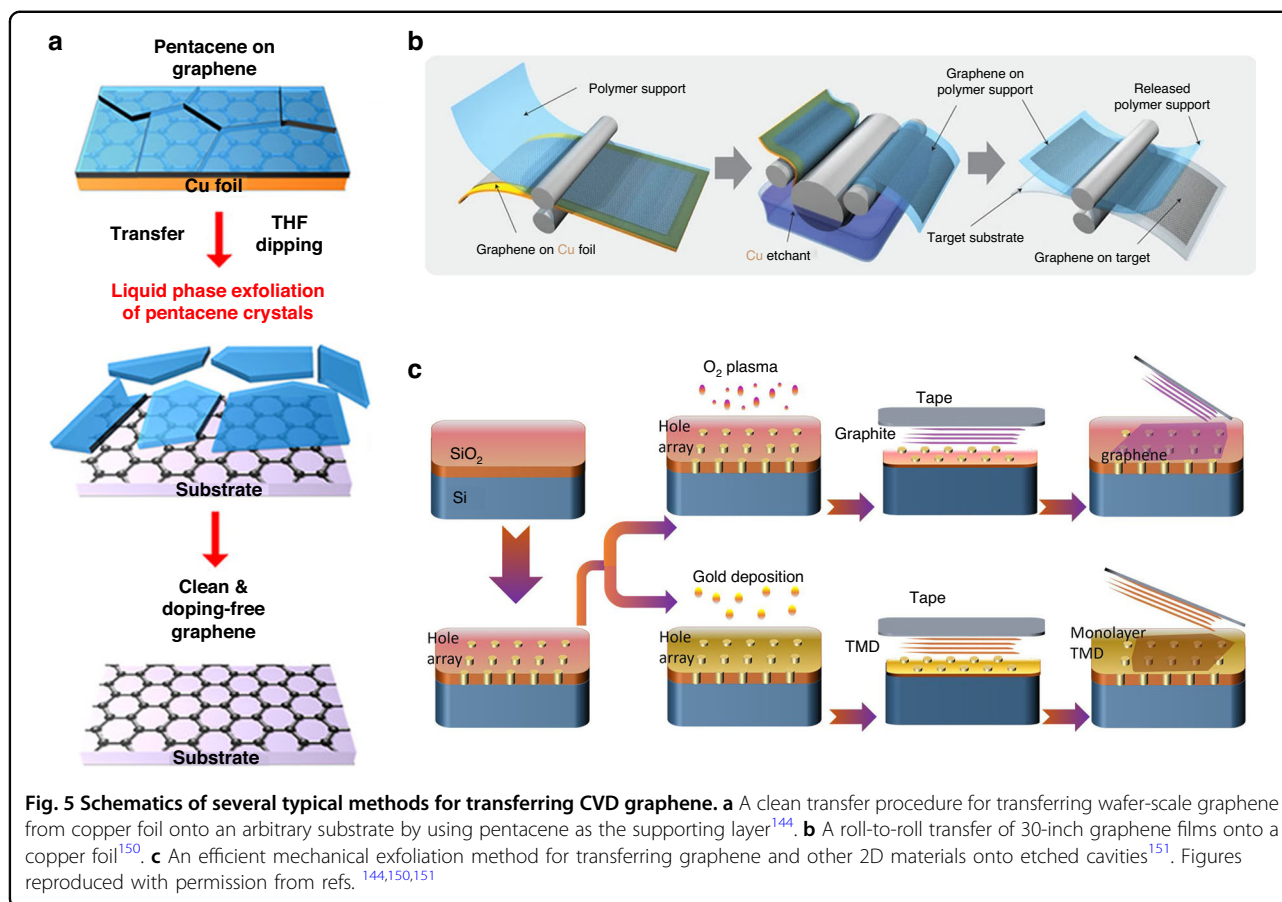 a
Pentacene on
graphene
Cu foil
Transfer
THF
dipping
Liquid phase exfoliation
of pentacene crystals
Substrate
Clean &
doping-free
graphene
Substrate
b
Polymer support
Graphene on
polymer support
Released
polymer support
Graphene on Cu foil
Cu etchant
Target substrate
Graphene on target
c
SiO2
Si
Hole
array
O2 plasma
Hole
array
Tape
Graphite
graphene
Gold deposition
Hole
array
Tape
TMD
Monolayer
TMD
Fig. 5 Schematics of several typical methods for transferring CVD graphene. a A clean transfer procedure for transferring wafer-scale graphene
from copper foil onto an arbitrary substrate by using pentacene as the supporting layer144. b A roll-to-roll transfer of 30-inch graphene films onto a
copper foil150. c An efficient mechanical exfoliation method for transferring graphene and other 2D materials onto etched cavities151. Figures
reproduced with permission from refs. 144,150,151